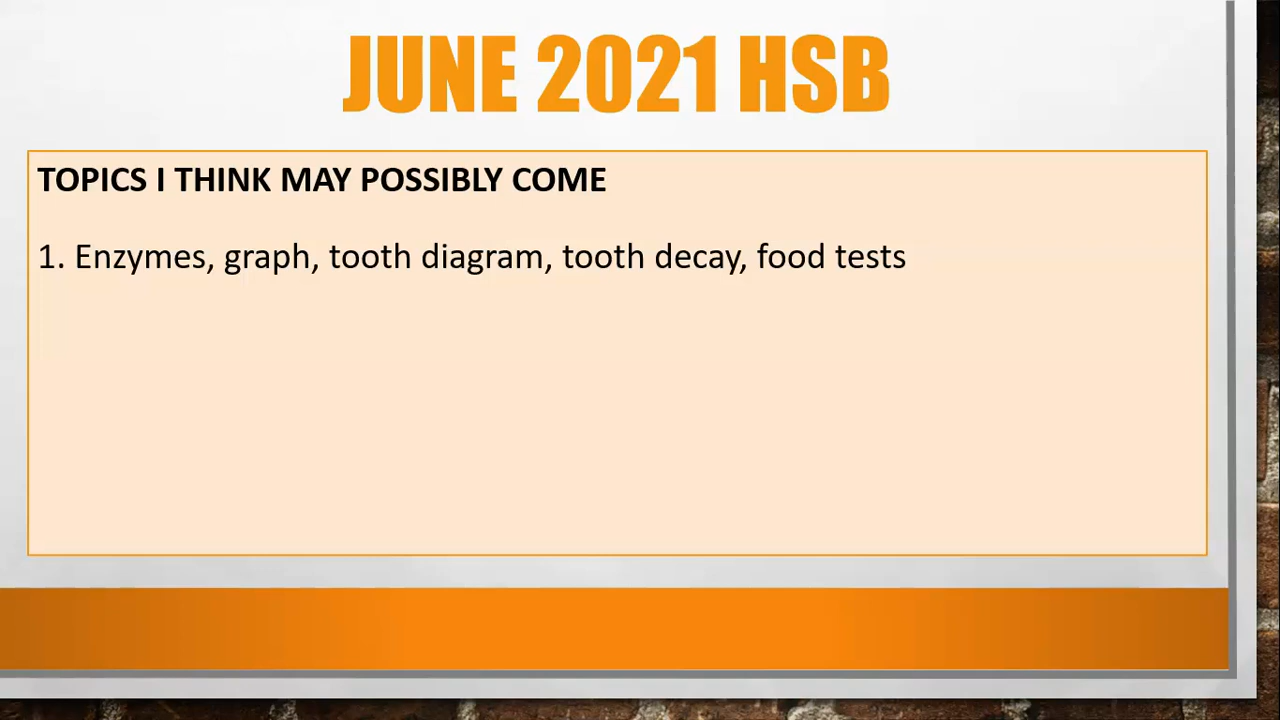 JUNE 2021 HSB
TOPICS I THINK MAY POSSIBLY COME
1. Enzymes, graph, tooth diagram, tooth decay, food tests